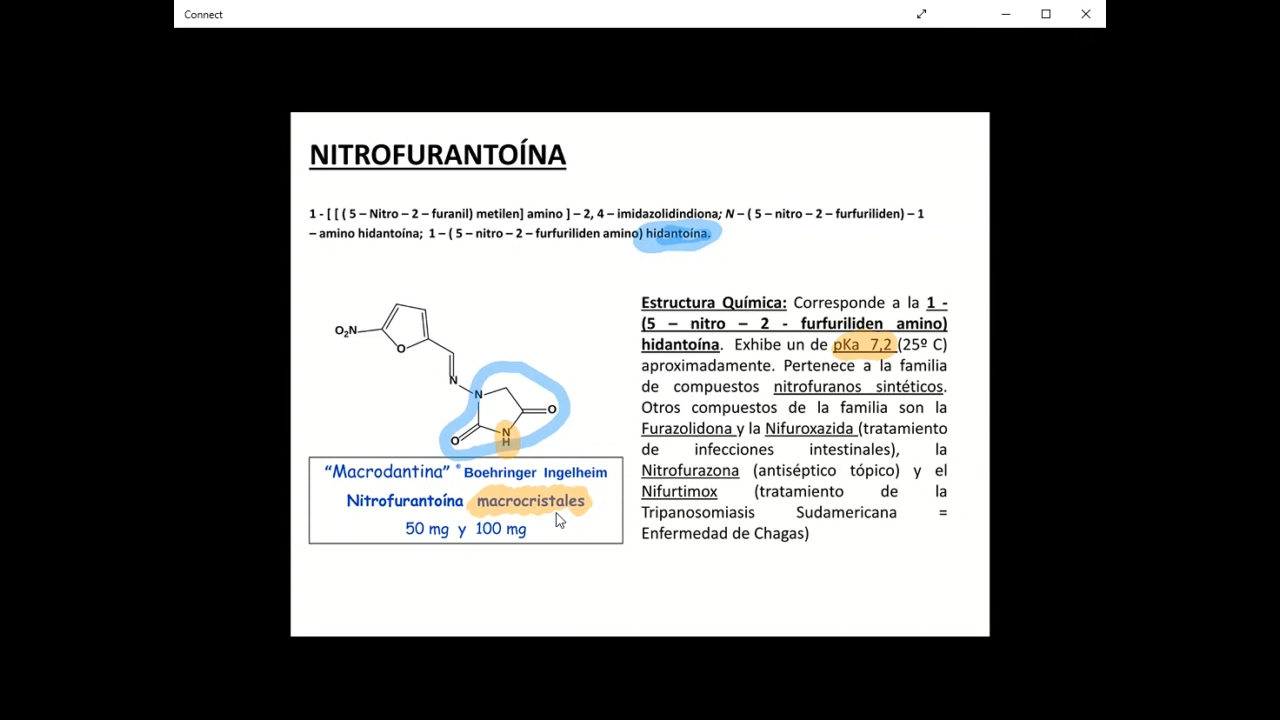 Connect
NITROFURANTOÍNA
1 - [ [ ( 5 – Nitro – 2 – furanil) metilen] amino ] – 2, 4 – imidazolidindiona; N – ( 5 – nitro – 2 – furfuriliden) – 1
– amino hidantoína;  1 – ( 5 – nitro – 2 – furfuriliden amino) hidantoína.
O2N
O
N
N
O
O
N
H
“Macrodantina” ® Boehringer Ingelheim
Nitrofurantoína macrocristales
50 mg y 100 mg
Estructura Química: Corresponde a la 1 -
(5 – nitro – 2 - furfuriliden amino)
hidantoína. Exhibe un de pKa 7,2 (25º C)
aproximadamente. Pertenece a la familia
de compuestos nitrofuranos sintéticos.
Otros compuestos de la familia son la
Furazolidona y la Nifuroxazida (tratamiento
de infecciones intestinales), la
Nitrofurazona (antiséptico tópico) y el
Nifurtimox (tratamiento de la
Tripanosomiasis Sudamericana =
Enfermedad de Chagas)